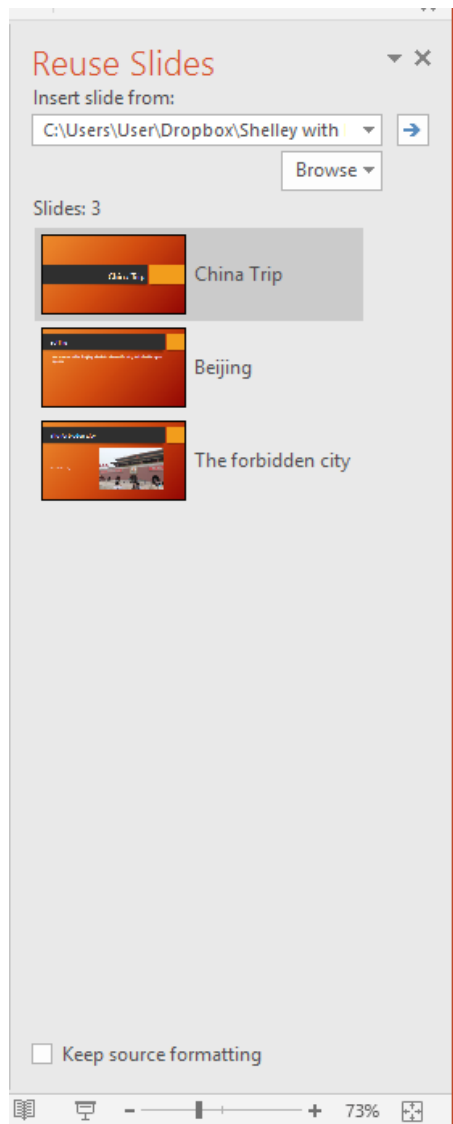 Reuse Slides
Insert slide from:
C:\Users\User\Dropbox\Shelley with
Browse
Slides: 3
China Trip
China Trip
Beijing
The forbidden city
Keep source formatting
73%